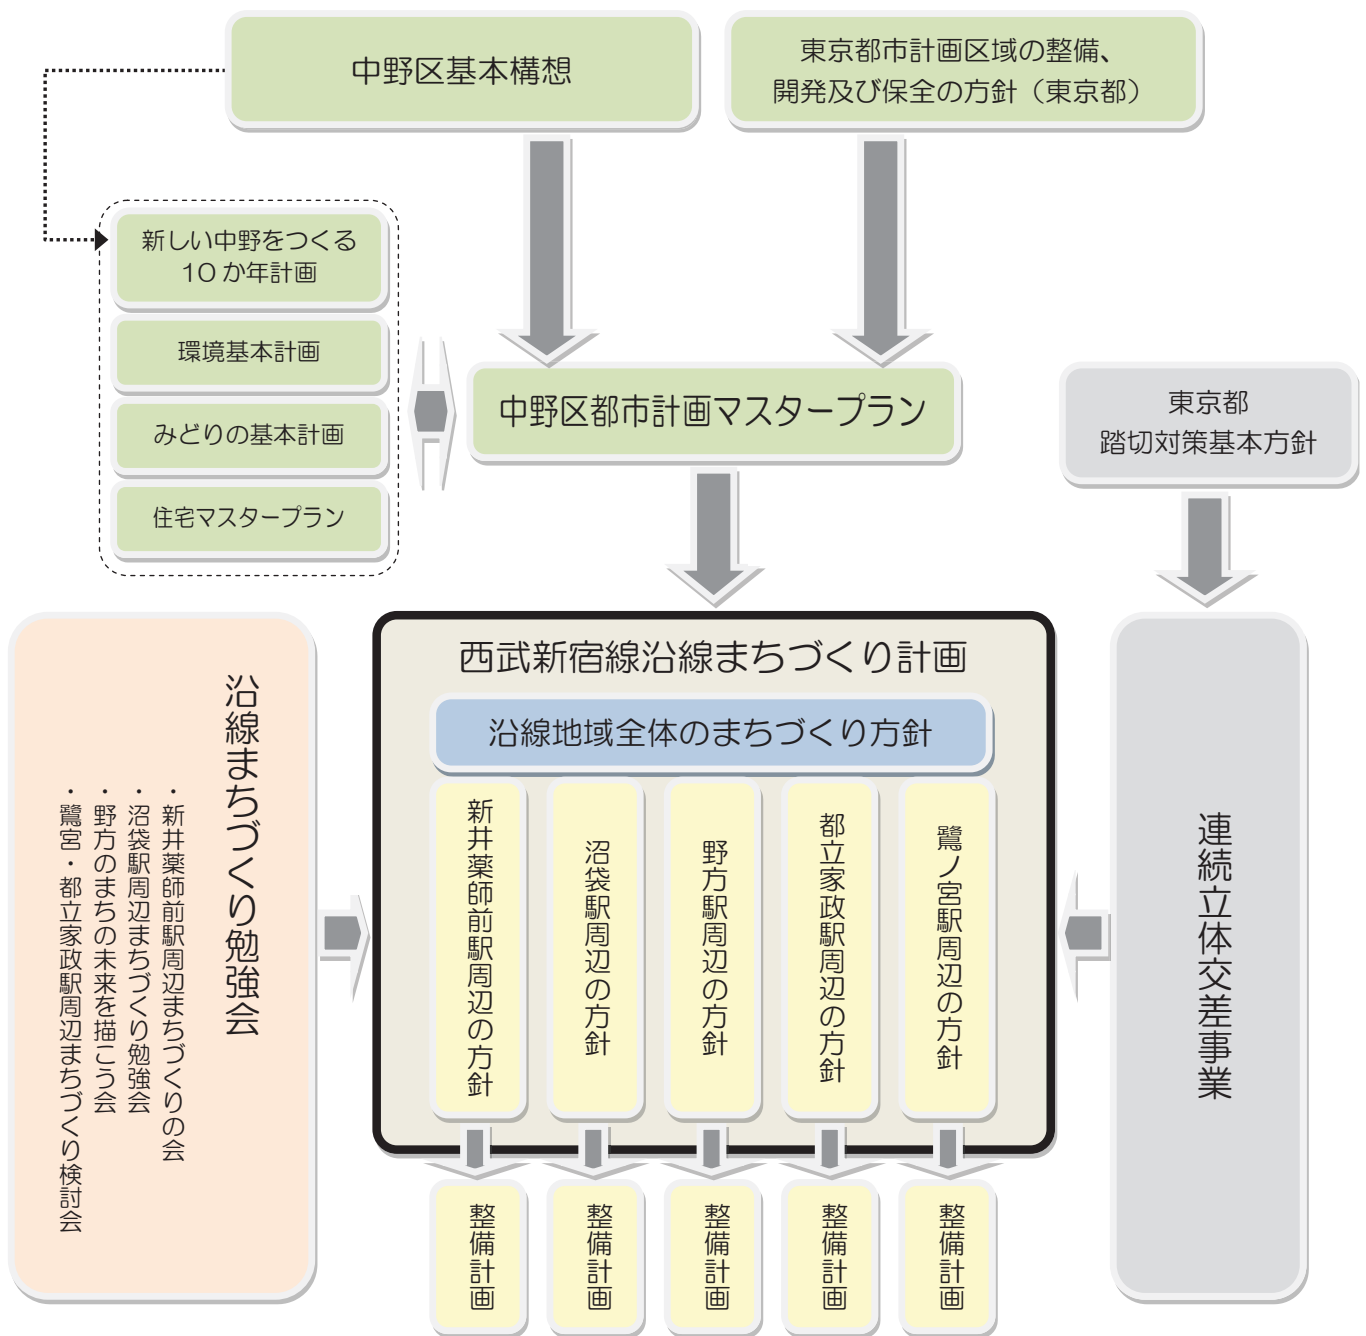 中野区基本構想
東京都市計画区域の整備、
開発及び保全の方針（東京都）
新しい中野をつくる
10か年計画
環境基本計画
みどりの基本計画
住宅マスタープラン
中野区都市計画マスタープラン
東京都
踏切対策基本方針
沿線まちづくり勉強会
・新井薬師前駅周辺まちづくりの会
・沼袋駅周辺まちづくり勉強会
・野方のまちの未来を描こう会
・鷺宮・都立家政駅周辺まちづくり検討会
西武新宿線沿線まちづくり計画
沿線地域全体のまちづくり方針
新井薬師前駅周辺の方針
沼袋駅周辺の方針
野方駅周辺の方針
都立家政駅周辺の方針
鷺ノ宮駅周辺の方針
整備計画
整備計画
整備計画
整備計画
整備計画
連続立体交差事業